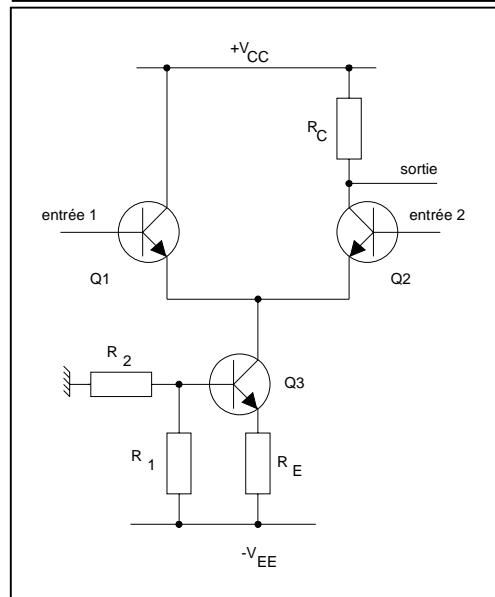 +VCC
RC
sortie
entrée 1
entrée 2
Q1
Q2
R2
Q3
R1
RE
-VEE